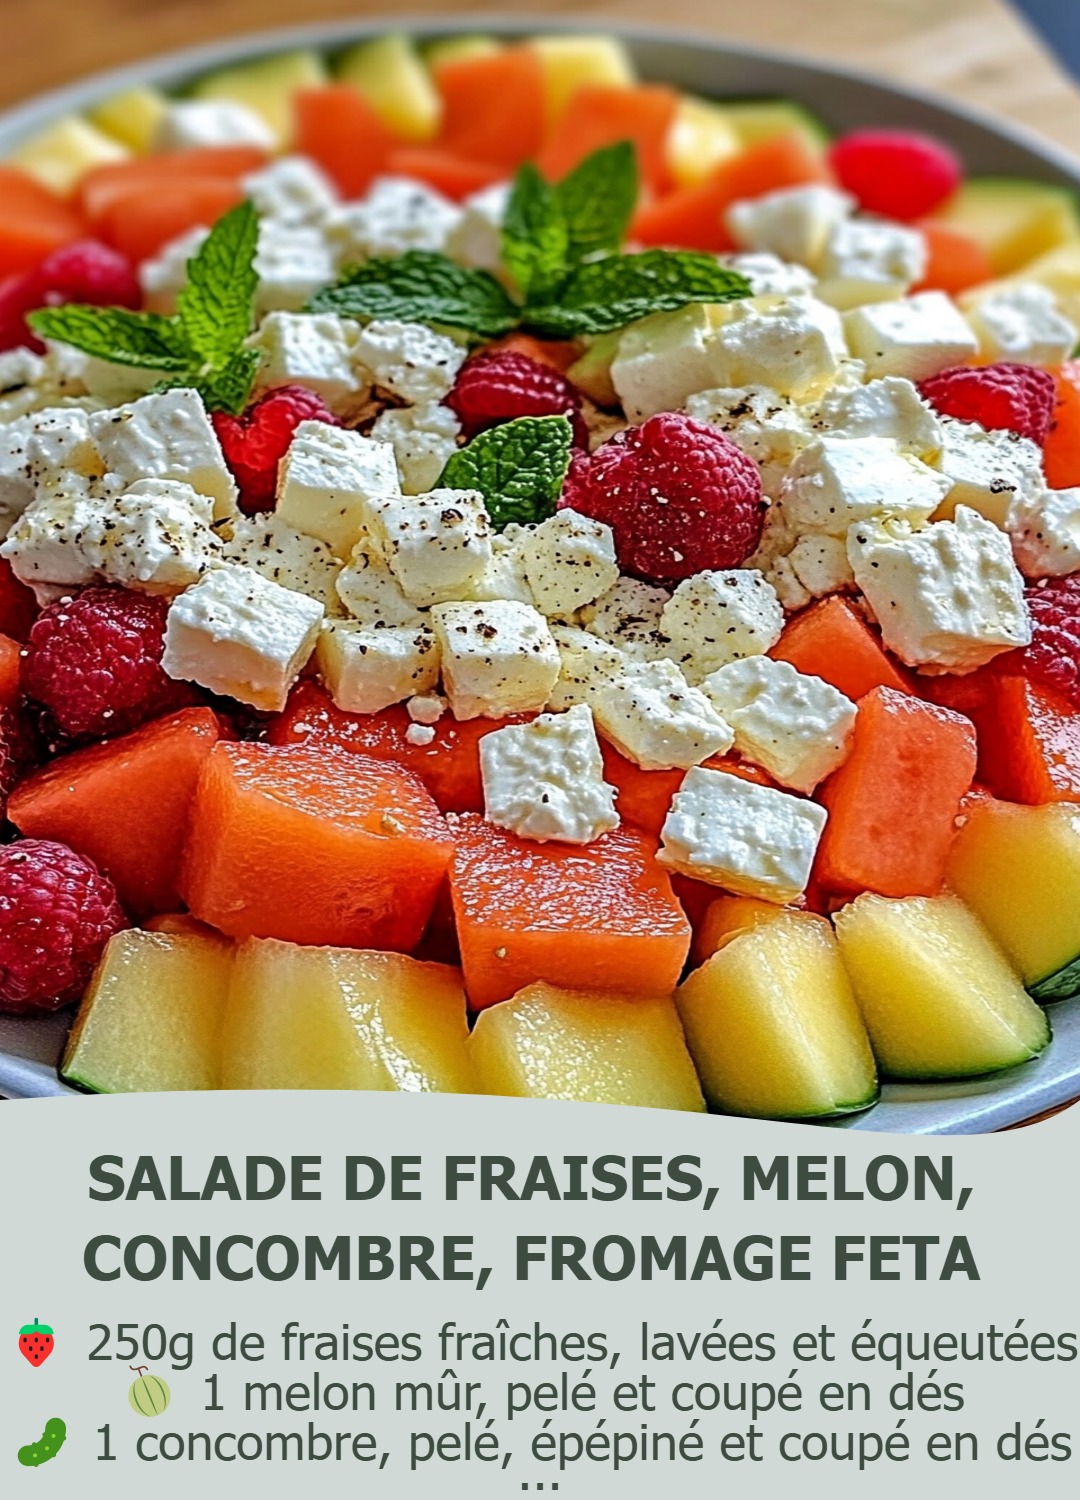 SALADE DE FRAISES, MELON,
CONCOMBRE, FROMAGE FETA
250g de fraises fraîches, lavées et équeutées
1 melon mûr, pelé et coupé en dés
1 concombre, pelé, épépiné et coupé en dés
...